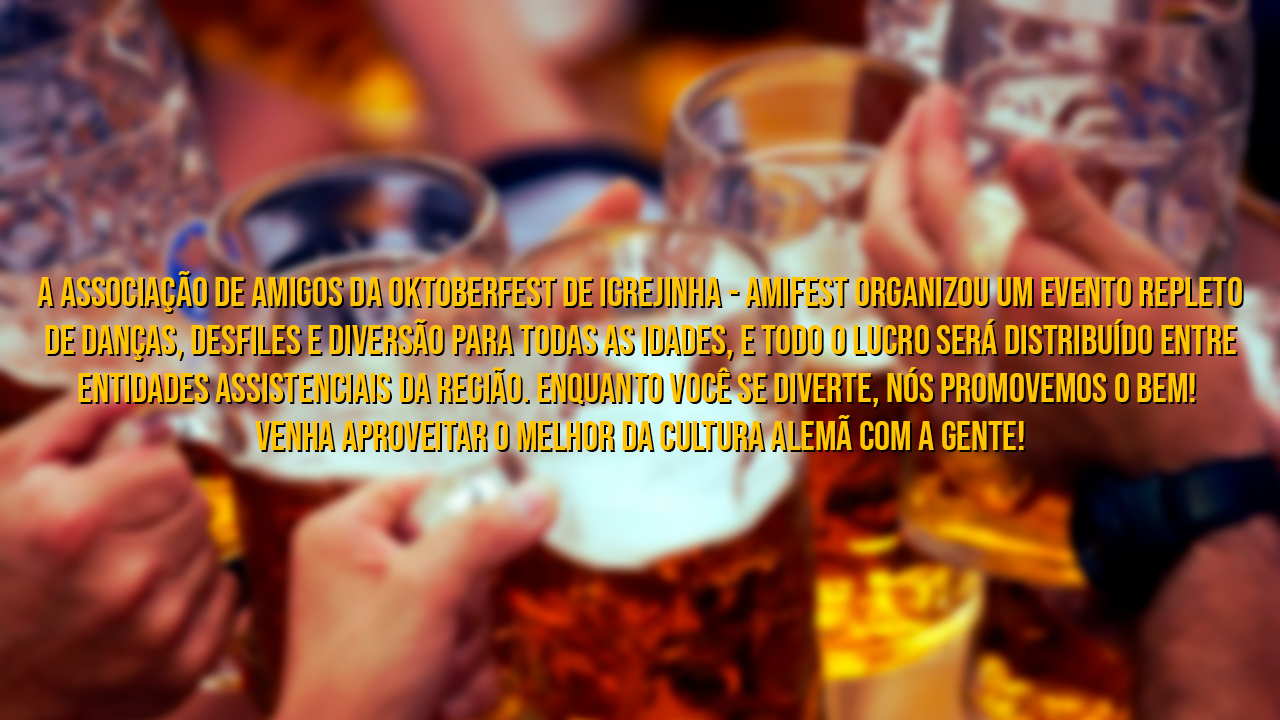 A ASSOCIAÇÃO DE AMIGOS DA OKTOBERFEST DE IGREJINHA - AMIFEST ORGANIZOU UM EVENTO REPLETO
DE DANÇAS, DESFILES E DIVERSÃO PARA TODAS AS IDADES, E TODO O LUCRO SERÁ DISTRIBUÍDO ENTRE
ENTIDADES ASSISTENCIAIS DA REGIÃO. ENQUANTO VOCÊ SE DIVERTE, NÓS PROMOVEMOS O BEM!
VENHA APROVEITAR O MELHOR DA CULTURA ALEMÃ COM A GENTE!